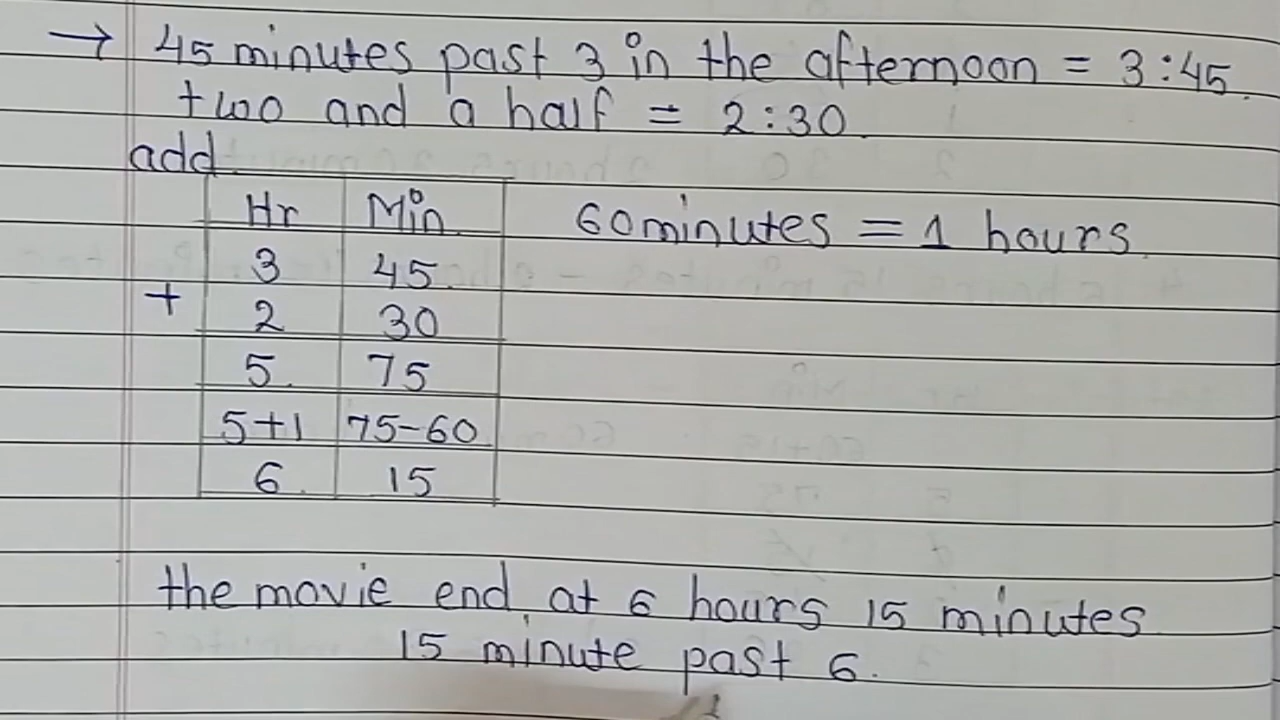 → 45 minutes past 3 in the afternoon = 3:45.
two and a half = 2:30.
add.
Hr Min. 60 minutes = 1 hours.
3 45
+ 2 30
5. 75
5+1 75-60
6. 15
the movie end at 6 hours 15 minutes.
15 minute past 6.